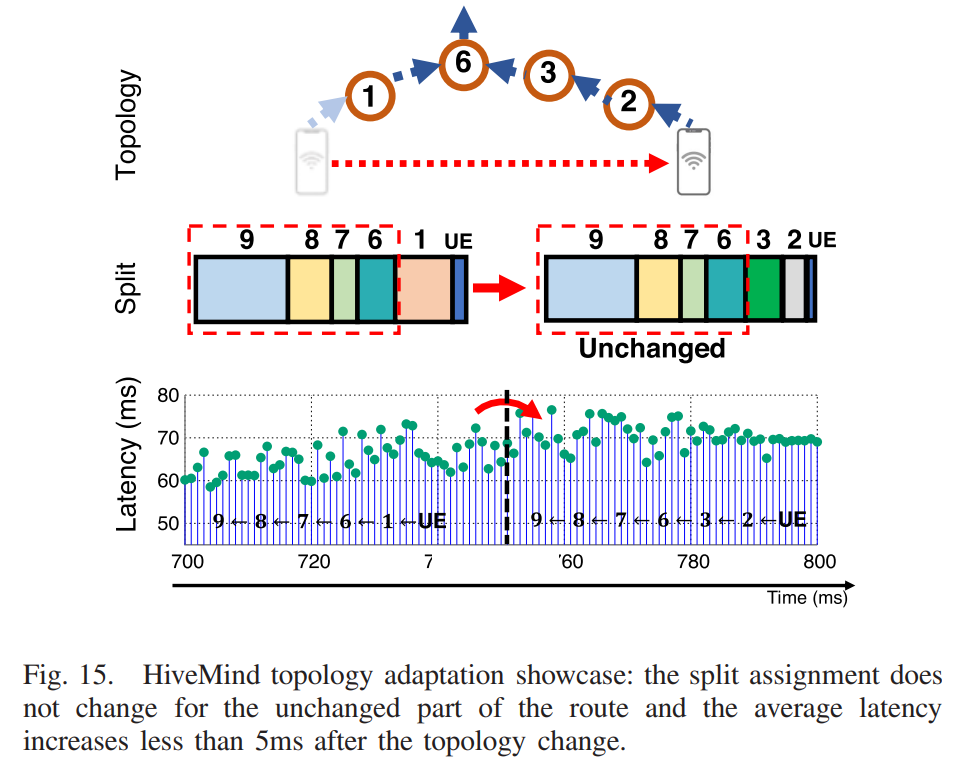 Topology
1
6
3
2
Split
9 8 7 6 1 UE
9 8 7 6 3 2 UE
Unchanged
Latency (ms)
80
70
60
50
9 ← 8 ← 7 ← 6 ← 1 ← UE
9 ← 8 ← 7 ← 6 ← 3 ← 2 ← UE
700 720 7 '60 780 800
Time (ms)
Fig. 15. HiveMind topology adaptation showcase: the split assignment does
not change for the unchanged part of the route and the average latency
increases less than 5ms after the topology change.